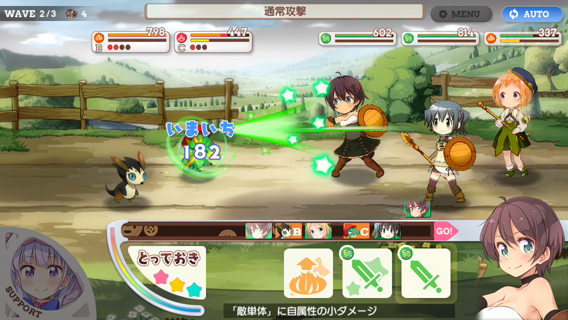 WAVE 2/3 4
通常攻撃
MENU
AUTO
798
447
602
814
337
B
C
いまいち
182
B
C
GO!
とっておき
SUPPORT
「敵単体」に自属性の小ダメージ